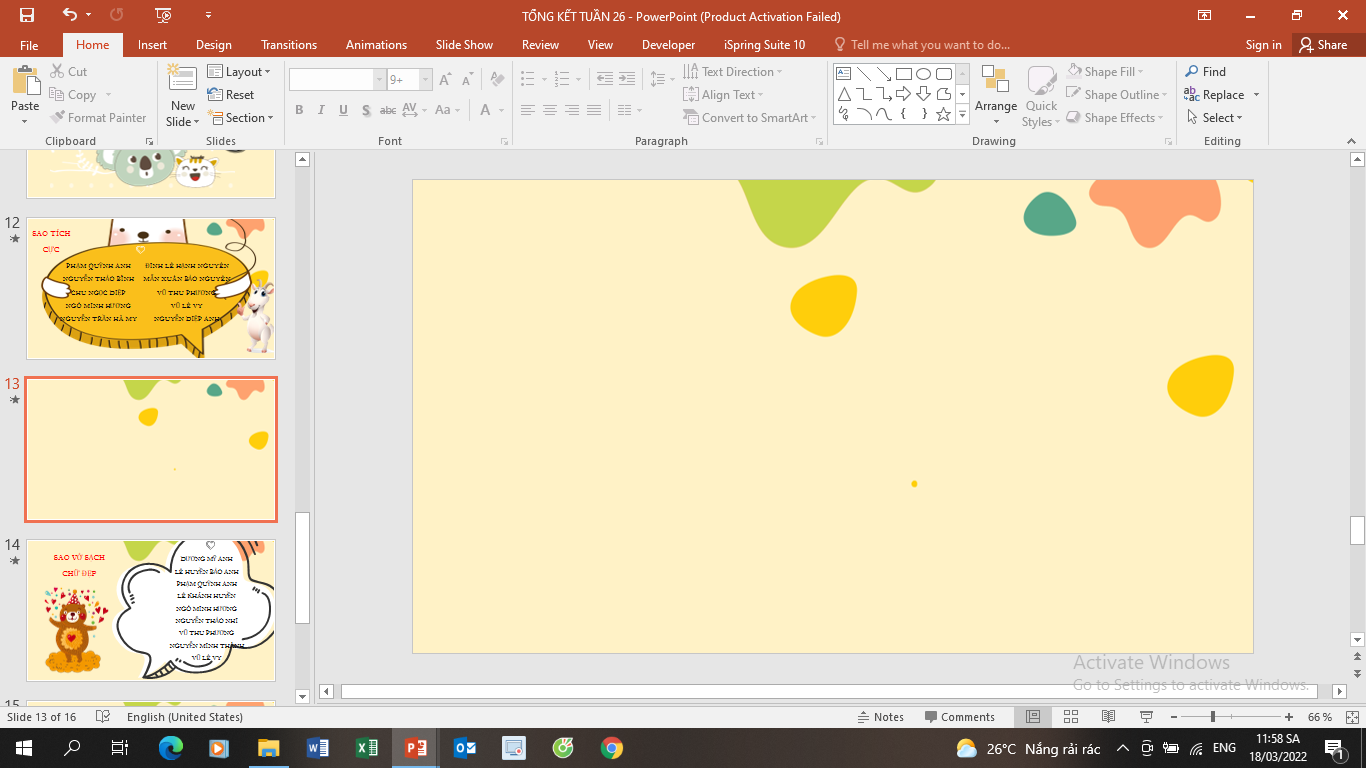 TỔNG KẾT TUẦN 26 - PowerPoint (Product Activation Failed)
File Home Insert Design Transitions Animations Slide Show Review View Developer iSpring Suite 10 Tell me what you want to do... Sign in Share
Paste Cut Copy Format Painter
Clipboard
New Slide Layout Reset Section
Slides
9+
B I U S abc AV Aa A
Font
Text Direction Align Text Convert to SmartArt
Paragraph
Arrange Quick Styles Shape Fill Shape Outline Shape Effects
Drawing
Find Replace Select
Editing
12
SAO TÍCH
CỰC
PHẠM QUỲNH ANH ĐINH LÊ HẠNH NGUYÊN
NGUYỄN THẢO BÌNH MẪN XUÂN BẢO NGUYÊN
CHU NGỌC DIỆP VŨ THU PHƯƠNG
NGÔ MINH HƯƠNG VŨ LÊ VY
NGUYỄN TRẦN HÀ MY NGUYỄN DIỆP ANH
13
14
SAO VỞ SẠCH
CHỮ ĐẸP
DƯƠNG MỸ ANH
LÊ HUYỀN BẢO ANH
PHẠM QUỲNH ANH
LÊ KHÁNH HUYỀN
NGÔ MINH HƯƠNG
NGUYỄN THẢO NHI
VŨ THU PHƯƠNG
NGUYỄN MINH THÀNH
VŨ LÊ VY
15
Activate Windows
Go to Settings to activate Windows.
Slide 13 of 16 English (United States) Notes Comments 66 %
26°C Nắng rải rác ENG 11:58 SA
18/03/2022 1